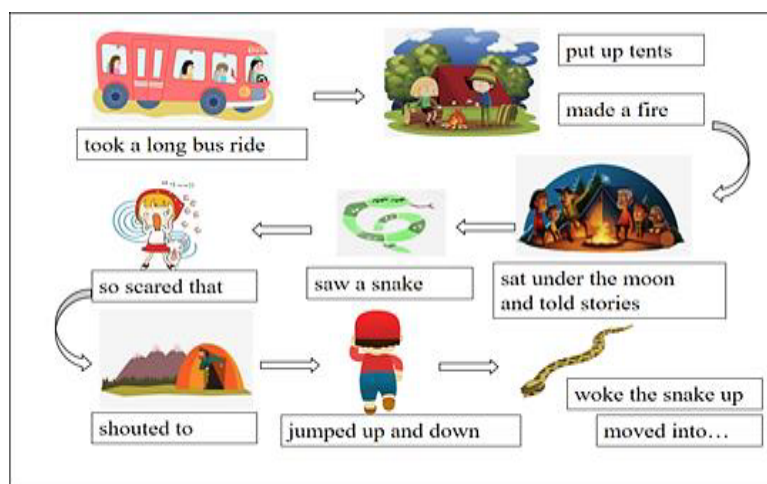 took a long bus ride
put up tents
made a fire
sat under the moon
and told stories
saw a snake
so scared that
shouted to
jumped up and down
woke the snake up
moved into…